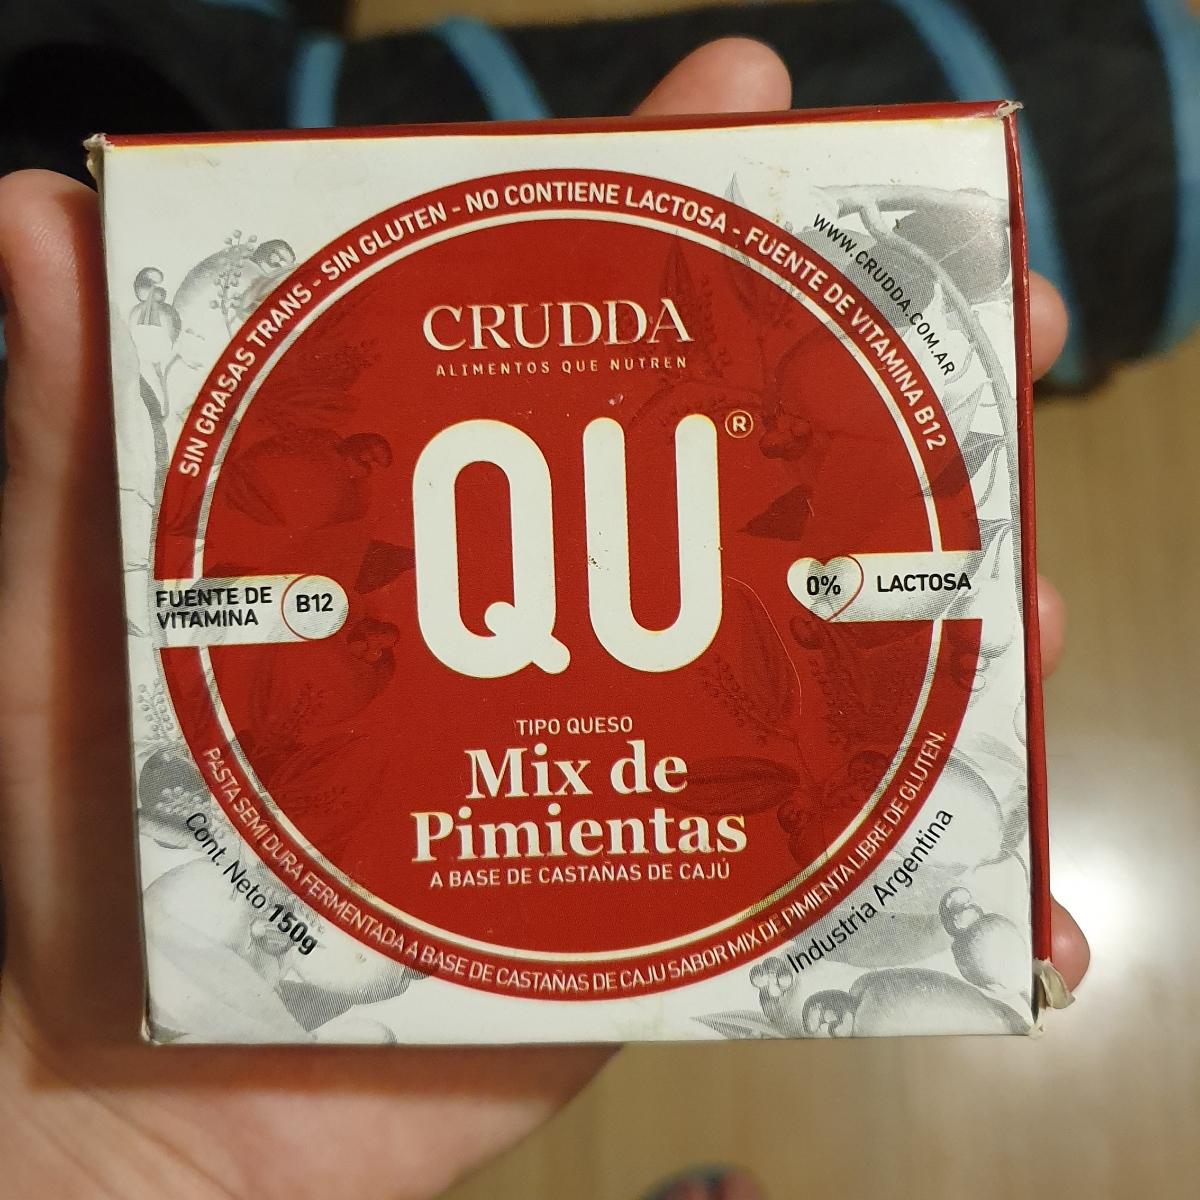 SIN GRASAS TRANS - SIN GLUTEN - NO CONTIENE LACTOSA - FUENTE DE VITAMINA B12
WWW.CRUDDA.COM.AR
CRUDDA
ALIMENTOS QUE NUTREN
QU®
FUENTE DE
VITAMINA
B12
0%
LACTOSA
TIPO QUESO
Mix de
Pimientas
A BASE DE CASTAÑAS DE CAJÚ
PASTA SEMI DURA FERMENTADA A BASE DE CASTAÑAS DE CAJU SABOR MIX DE PIMIENTA LIBRE DE GLUTEN.
Cont. Neto 150g
Industria Argentina